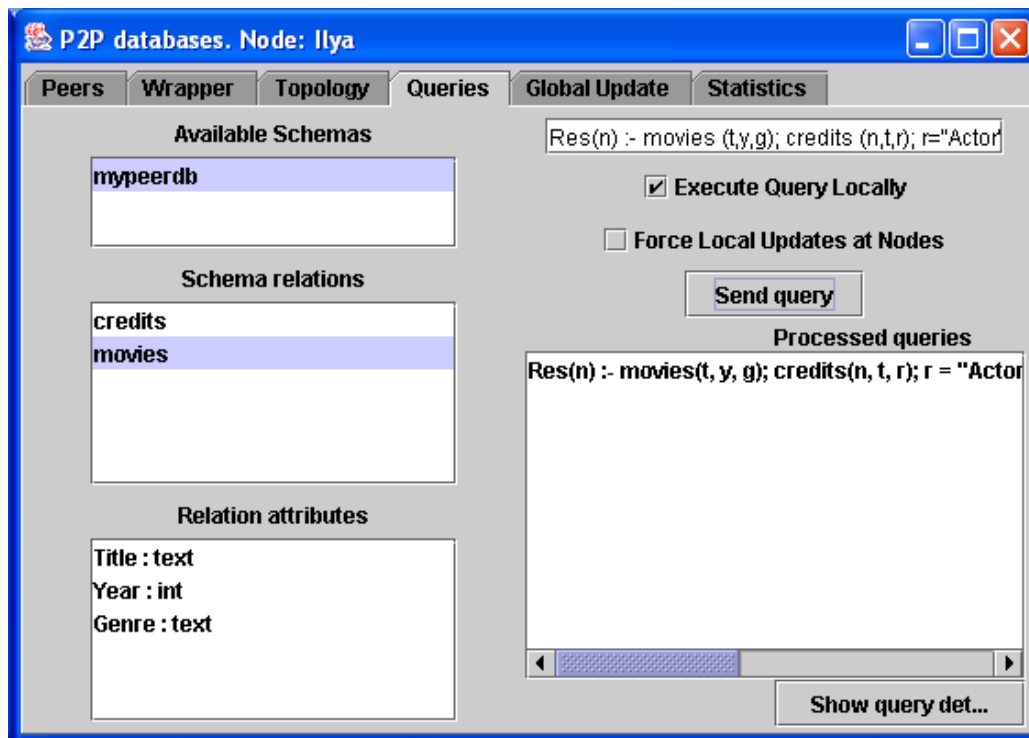 P2P databases. Node: Ilya
Peers Wrapper Topology Queries Global Update Statistics
Available Schemas
mypeerdb
Schema relations
credits
movies
Relation attributes
Title : text
Year : int
Genre : text
Res(n) :- movies (t,y,g); credits (n,t,r); r="Actor"
Execute Query Locally
Force Local Updates at Nodes
Send query
Processed queries
Res(n) :- movies(t, y, g); credits(n, t, r); r = "Actor
Show query det...